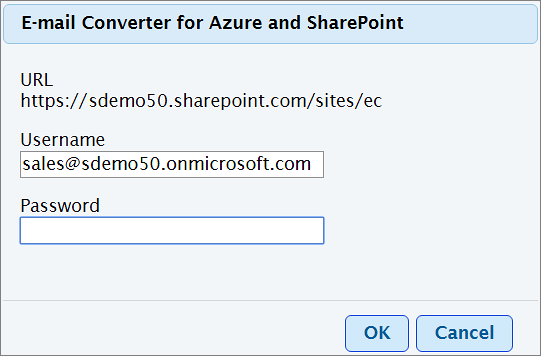 E-mail Converter for Azure and SharePoint
URL
https://sdemo50.sharepoint.com/sites/ec
Username
sales@sdemo50.onmicrosoft.com
Password
OK
Cancel